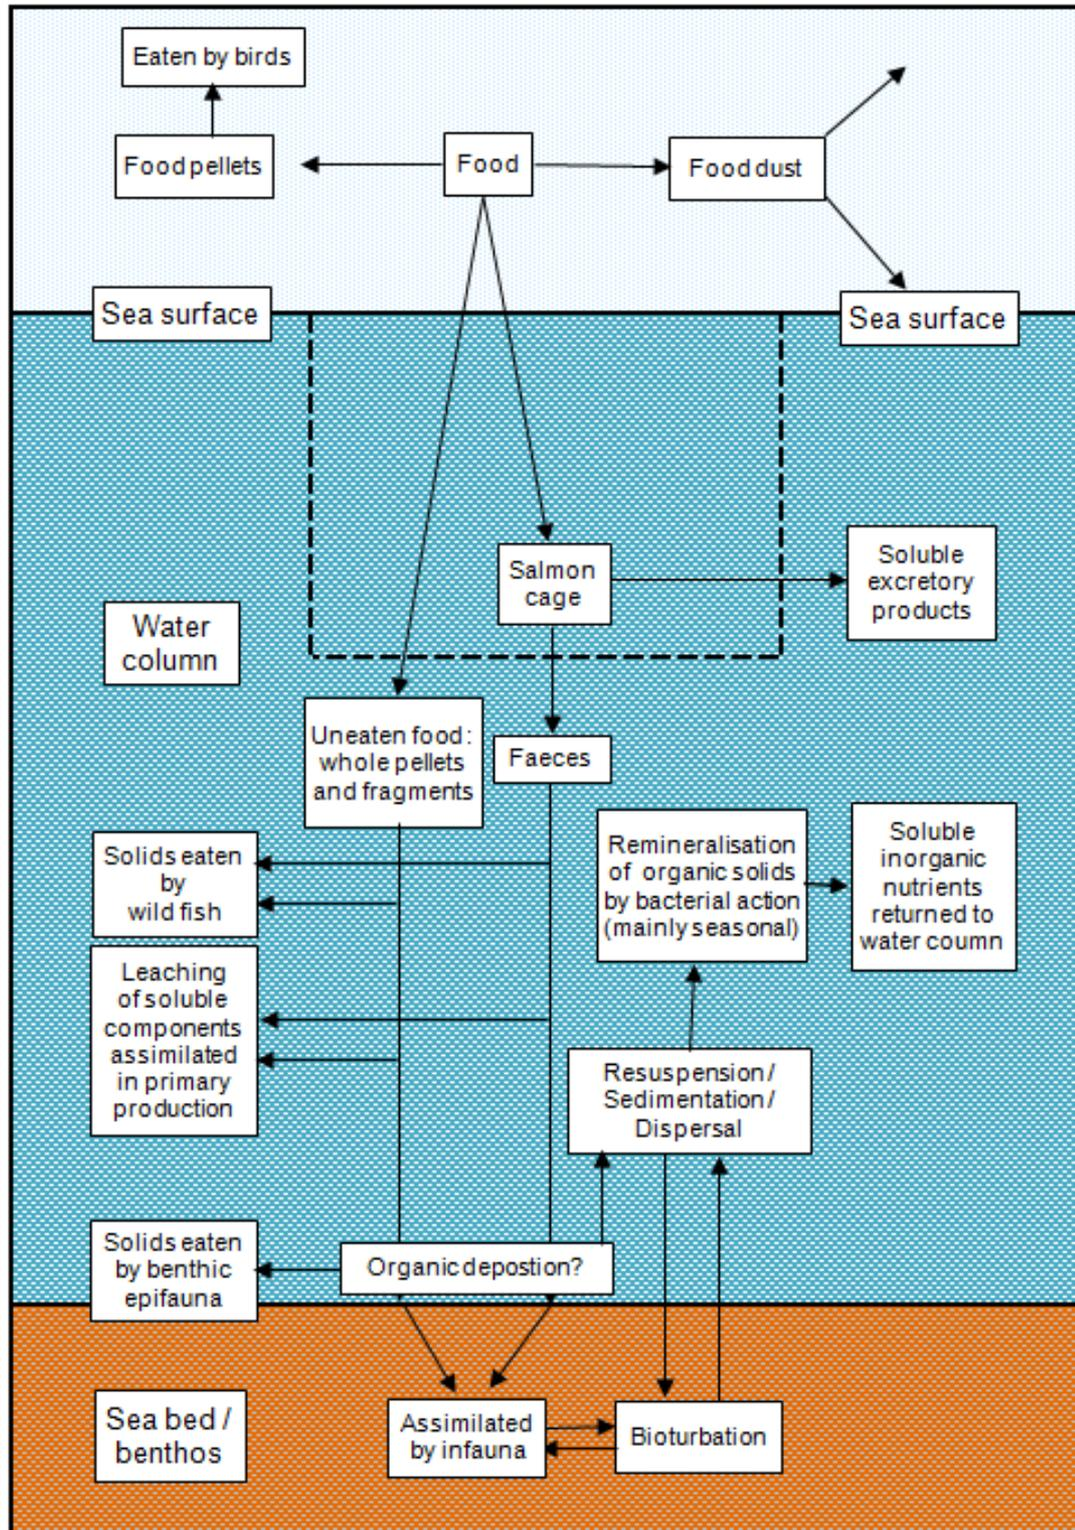 Eaten by birds
Food pellets
Food
Food dust
Sea surface
Sea surface
Salmon
cage
Soluble
excretory
products
Water
column
Uneaten food :
whole pellets
and fragments
Faeces
Solids eaten
by
wild fish
Remineralisation
of organic solids
by bacterial action
(mainly seasonal)
Soluble
inorganic
nutrients
returned to
water coumn
Leaching
of soluble
components
assimilated
in primary
production
Resuspension /
Sedimentation /
Dispersal
Solids eaten
by benthic
epifauna
Organic depostion?
Sea bed /
benthos
Assimilated
by infauna
Bioturbation